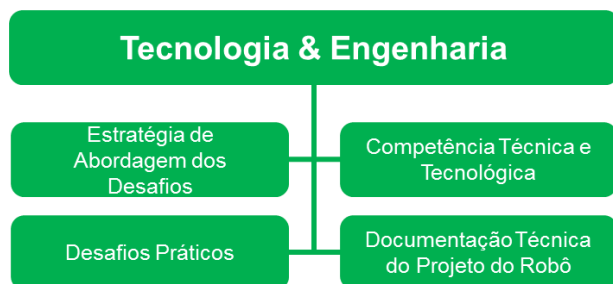 Tecnologia & Engenharia
Estratégia de
Abordagem dos
Desafios
Competência Técnica e
Tecnológica
Desafios Práticos
Documentação Técnica
do Projeto do Robô